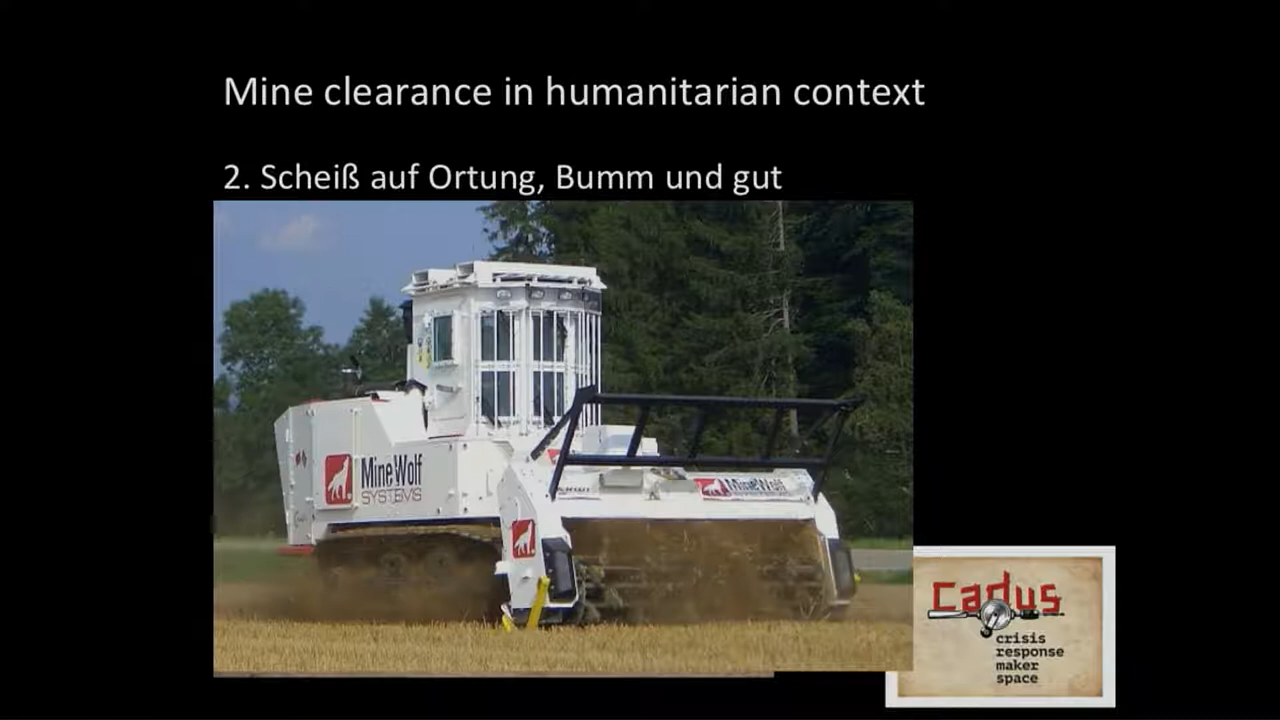 Mine clearance in humanitarian context
2. Scheiß auf Ortung, Bumm und gut
MineWolf
SYSTEMS
MineWolf
cadus
crisis
response
maker
space